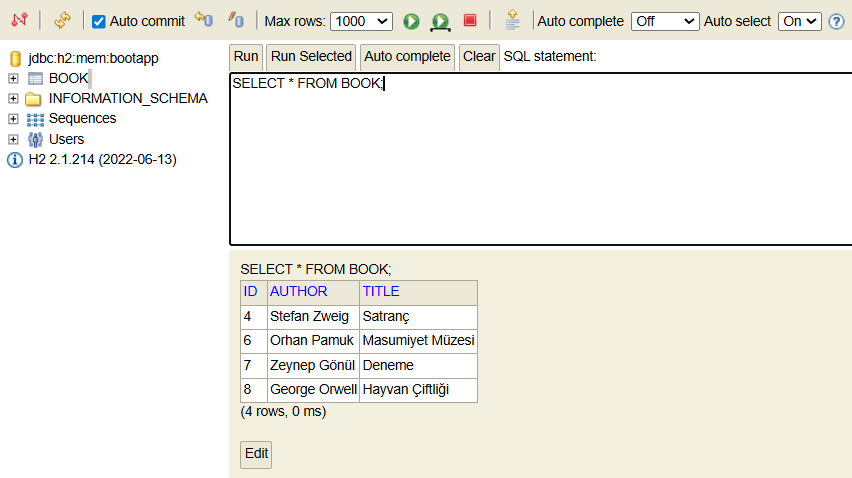 Auto commit Max rows: 1000 Auto complete Off Auto select On
jdbc:h2:mem:bootapp
BOOK
INFORMATION_SCHEMA
Sequences
Users
H2 2.1.214 (2022-06-13)
Run Run Selected Auto complete Clear SQL statement:
SELECT * FROM BOOK;
SELECT * FROM BOOK;
ID AUTHOR TITLE
4 Stefan Zweig Satranç
6 Orhan Pamuk Masumiyet Müzesi
7 Zeynep Gönül Deneme
8 George Orwell Hayvan Çiftliği
(4 rows, 0 ms)
Edit